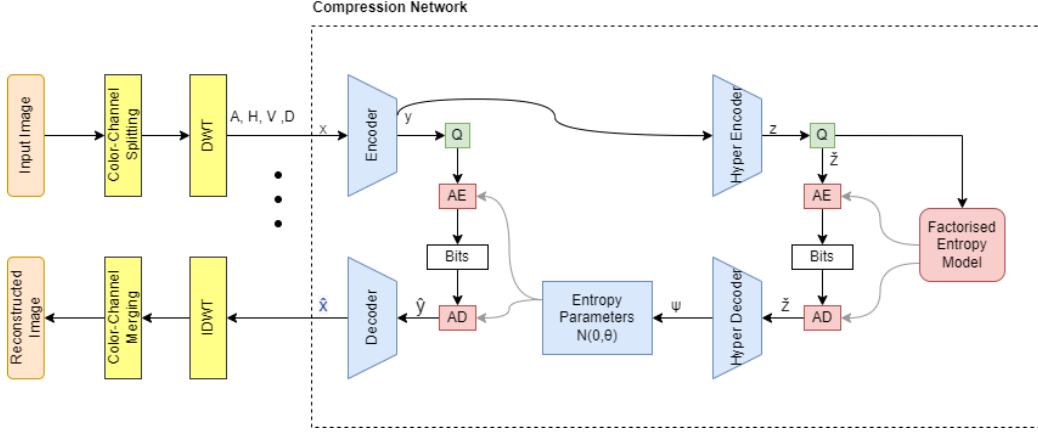 Compression Network
Input Image
Color-Channel
Splitting
DWT
A, H, V ,D
x
Encoder
y
Q
AE
Bits
AD
Hyper Encoder
z
Q
ž
AE
Bits
AD
Factorised
Entropy
Model
Reconstructed
Image
Color-Channel
Merging
IDWT
x̂
Decoder
ŷ
Entropy
Parameters
N(0,θ)
Ψ
Hyper Decoder
ž